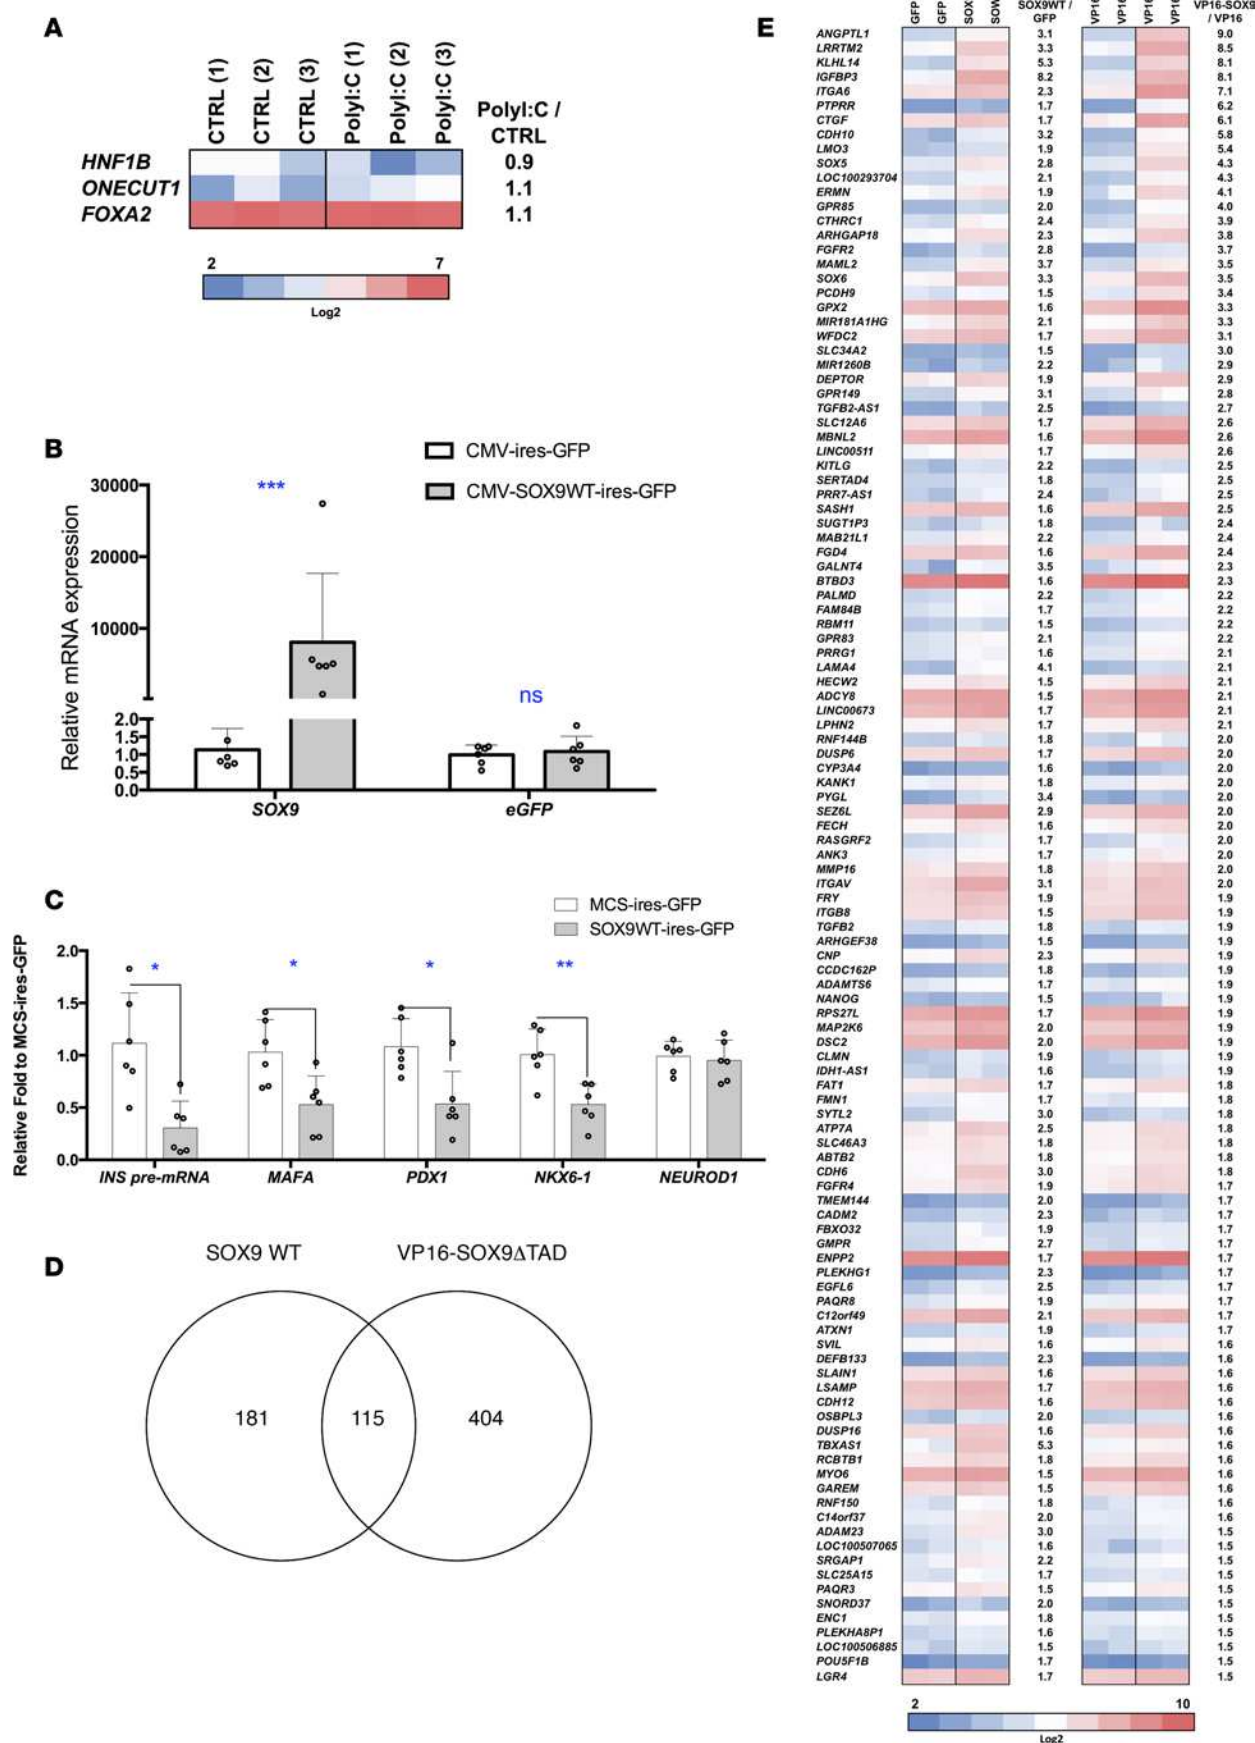 A
CTRL (1)
CTRL (2)
CTRL (3)
PolyI:C (1)
PolyI:C (2)
PolyI:C (3)
PolyI:C /
CTRL
HNF1B 0.9
ONECUT1 1.1
FOXA2 1.1
2 7
Log2
B
CMV-ires-GFP
CMV-SOX9WT-ires-GFP
Relative mRNA expression
30000
20000
10000
2.0
1.5
1.0
0.5
0.0
***
ns
SOX9 eGFP
C
MCS-ires-GFP
SOX9WT-ires-GFP
Relative Fold to MCS-ires-GFP
2.0
1.5
1.0
0.5
0.0
* * * **
INS pre-mRNA MAFA PDX1 NKX6-1 NEUROD1
D
SOX9 WT VP16-SOX9ΔTAD
181 115 404
E
GFP GFP SOX SOW SOX9WT / GFP VP16 VP16 VP16 VP16 VP16-SOX9 / VP16
ANGPTL1 3.1 9.0
LRRTM2 3.3 8.5
KLHL14 5.3 8.1
IGFBP3 8.2 8.1
ITGA6 2.3 7.1
PTPRR 1.7 6.2
CTGF 1.7 6.1
CDH10 3.2 5.8
LMO3 1.9 5.4
SOX5 2.8 4.3
LOC100293704 2.1 4.3
ERMN 1.9 4.1
GPR85 2.0 4.0
CTHRC1 2.4 3.9
ARHGAP18 2.3 3.8
FGFR2 2.8 3.7
MAML2 3.7 3.5
SOX6 3.3 3.5
PCDH9 1.5 3.4
GPX2 1.6 3.3
MIR181A1HG 2.1 3.3
WFDC2 1.7 3.1
SLC34A2 1.5 3.0
MIR1260B 2.2 2.9
DEPTOR 1.9 2.9
GPR149 3.1 2.8
TGFB2-AS1 2.5 2.7
SLC12A6 1.7 2.6
MBNL2 1.6 2.6
LINC00511 1.7 2.6
KITLG 2.2 2.5
SERTAD4 1.8 2.5
PRR7-AS1 2.4 2.5
SASH1 1.6 2.5
SUGT1P3 1.8 2.4
MAB21L1 2.2 2.4
FGD4 1.6 2.4
GALNT4 3.5 2.3
BTBD3 1.6 2.3
PALMD 2.2 2.2
FAM84B 1.7 2.2
RBM11 1.5 2.2
GPR83 2.1 2.2
PRRG1 1.6 2.1
LAMA4 4.1 2.1
HECW2 1.5 2.1
ADCY8 1.5 2.1
LINC00673 1.7 2.1
LPHN2 1.7 2.1
RNF144B 1.8 2.0
DUSP6 1.7 2.0
CYP3A4 1.6 2.0
KANK1 1.8 2.0
PYGL 3.4 2.0
SEZ6L 2.9 2.0
FECH 1.6 2.0
RASGRF2 1.7 2.0
ANK3 1.7 2.0
MMP16 1.8 2.0
ITGAV 3.1 2.0
FRY 1.6 1.9
ITGB8 1.5 1.9
TGFB2 1.8 1.9
ARHGEF38 1.5 1.9
CNP 2.3 1.9
CCDC162P 1.8 1.9
ADAMTS6 1.7 1.9
NANOG 1.5 1.9
RPS27L 1.7 1.9
MAP2K6 2.0 1.9
DSC2 2.0 1.9
CLMN 1.9 1.9
IDH1-AS1 1.6 1.9
FAT1 1.7 1.8
FMN1 1.7 1.8
SYTL2 3.0 1.8
ATP7A 2.5 1.8
SLC46A3 1.8 1.8
ABTB2 1.8 1.8
CDH6 3.0 1.8
FGFR4 1.9 1.7
TMEM144 2.0 1.7
CADM2 2.3 1.7
FBXO32 1.9 1.7
GMPR 2.7 1.7
ENPP2 1.7 1.7
PLEKHG1 2.3 1.7
EGFL6 2.5 1.7
PAQR8 1.9 1.7
C12orf49 2.1 1.7
ATXN1 1.9 1.7
SVIL 1.6 1.6
DEFB133 2.3 1.6
SLAIN1 1.6 1.6
LSAMP 1.7 1.6
CDH12 1.6 1.6
OSBPL3 2.0 1.6
DUSP16 1.6 1.6
TBXAS1 5.3 1.6
RCBTB1 1.8 1.6
MYO6 1.5 1.6
GAREM 1.5 1.6
RNF150 1.8 1.6
C14orf37 2.0 1.6
ADAM23 3.0 1.5
LOC100507065 1.6 1.5
SRGAP1 2.2 1.5
SLC25A15 1.7 1.5
PAQR3 1.5 1.5
SNORD37 2.0 1.5
ENC1 1.8 1.5
PLEKHA8P1 1.6 1.5
LOC100506885 1.5 1.5
POU5F1B 1.7 1.5
LGR4 1.7 1.5
2 10
Log2